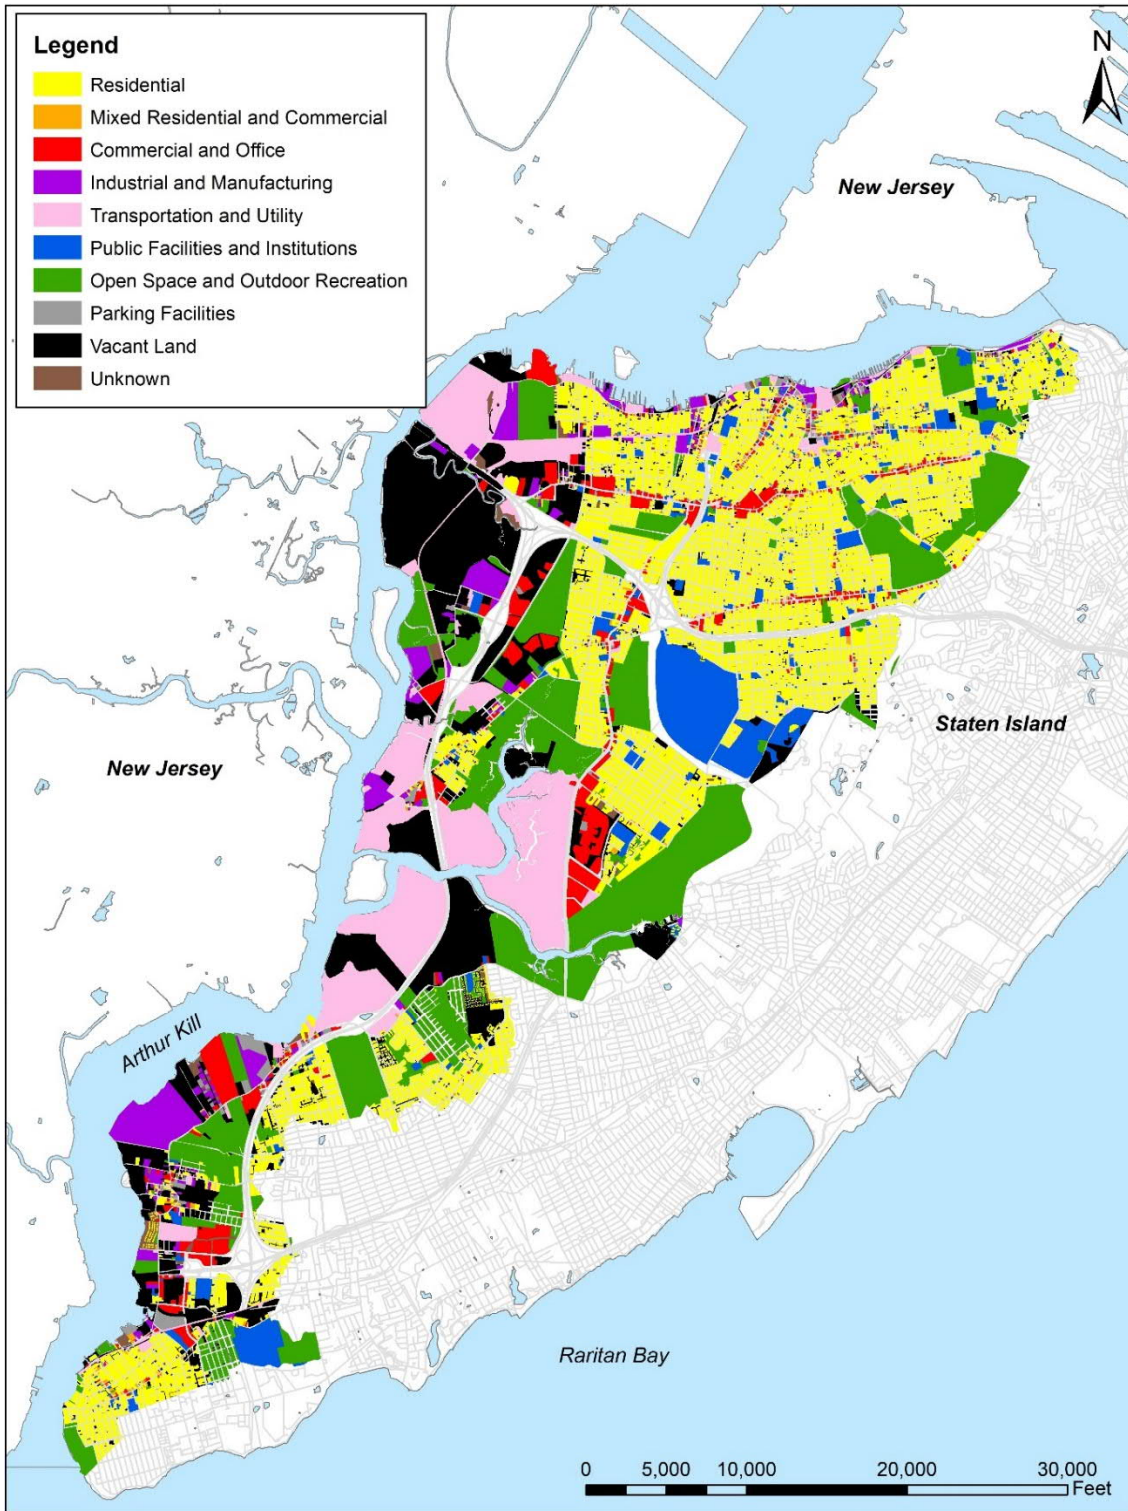 Legend
Residential
Mixed Residential and Commercial
Commercial and Office
Industrial and Manufacturing
Transportation and Utility
Public Facilities and Institutions
Open Space and Outdoor Recreation
Parking Facilities
Vacant Land
Unknown
N
New Jersey
Staten Island
New Jersey
Arthur Kill
Raritan Bay
0 5,000 10,000 20,000 30,000
Feet